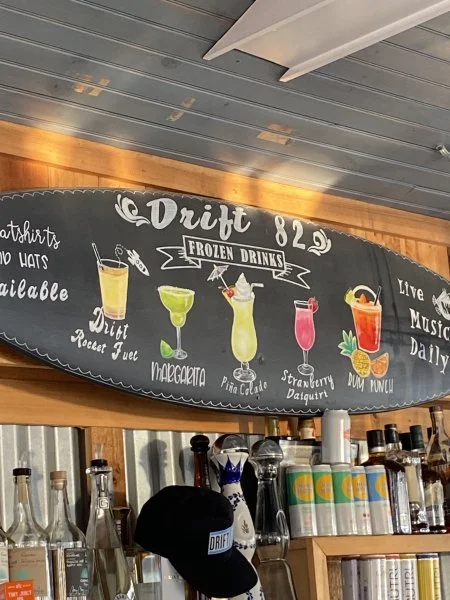 Drift 82
FROZEN DRINKS
atshirts
ND HATS
ailable
Drift
Rocket Fuel
MARGARITA
Piña Colada
Strawberry
Daiquiri
RUM PUNCH
Live
Music
Daily
DRIFT